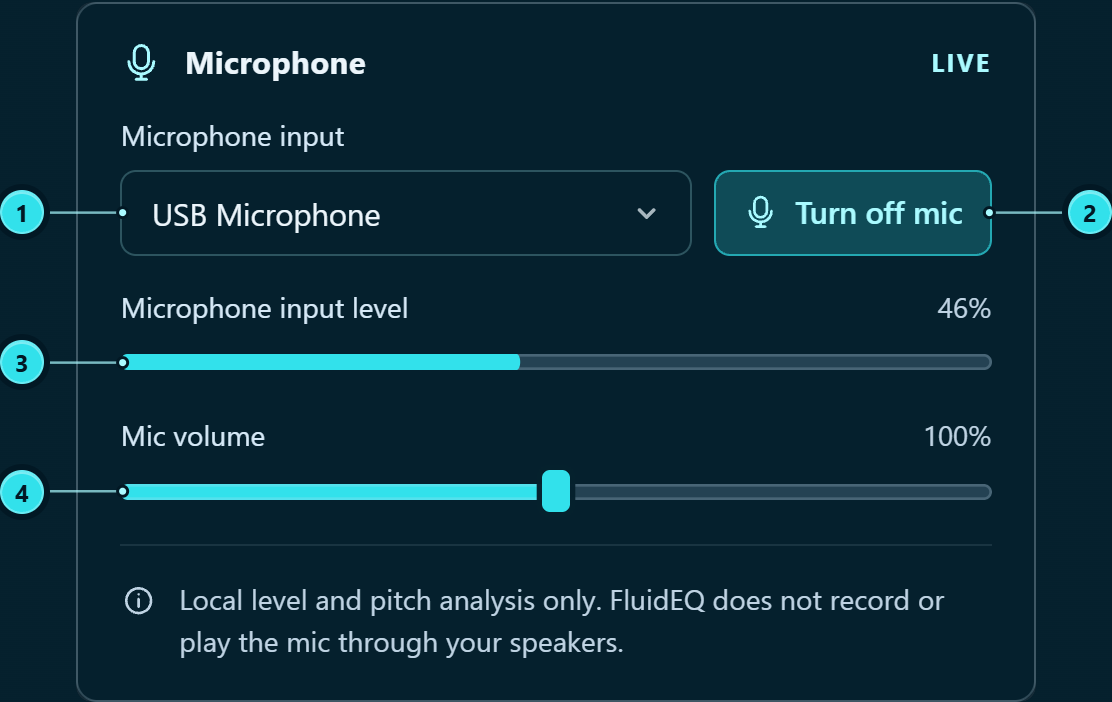 Microphone
LIVE
Microphone input
1
USB Microphone
Turn off mic
2
Microphone input level
46%
3
Mic volume
100%
4
Local level and pitch analysis only. FluidEQ does not record or
play the mic through your speakers.